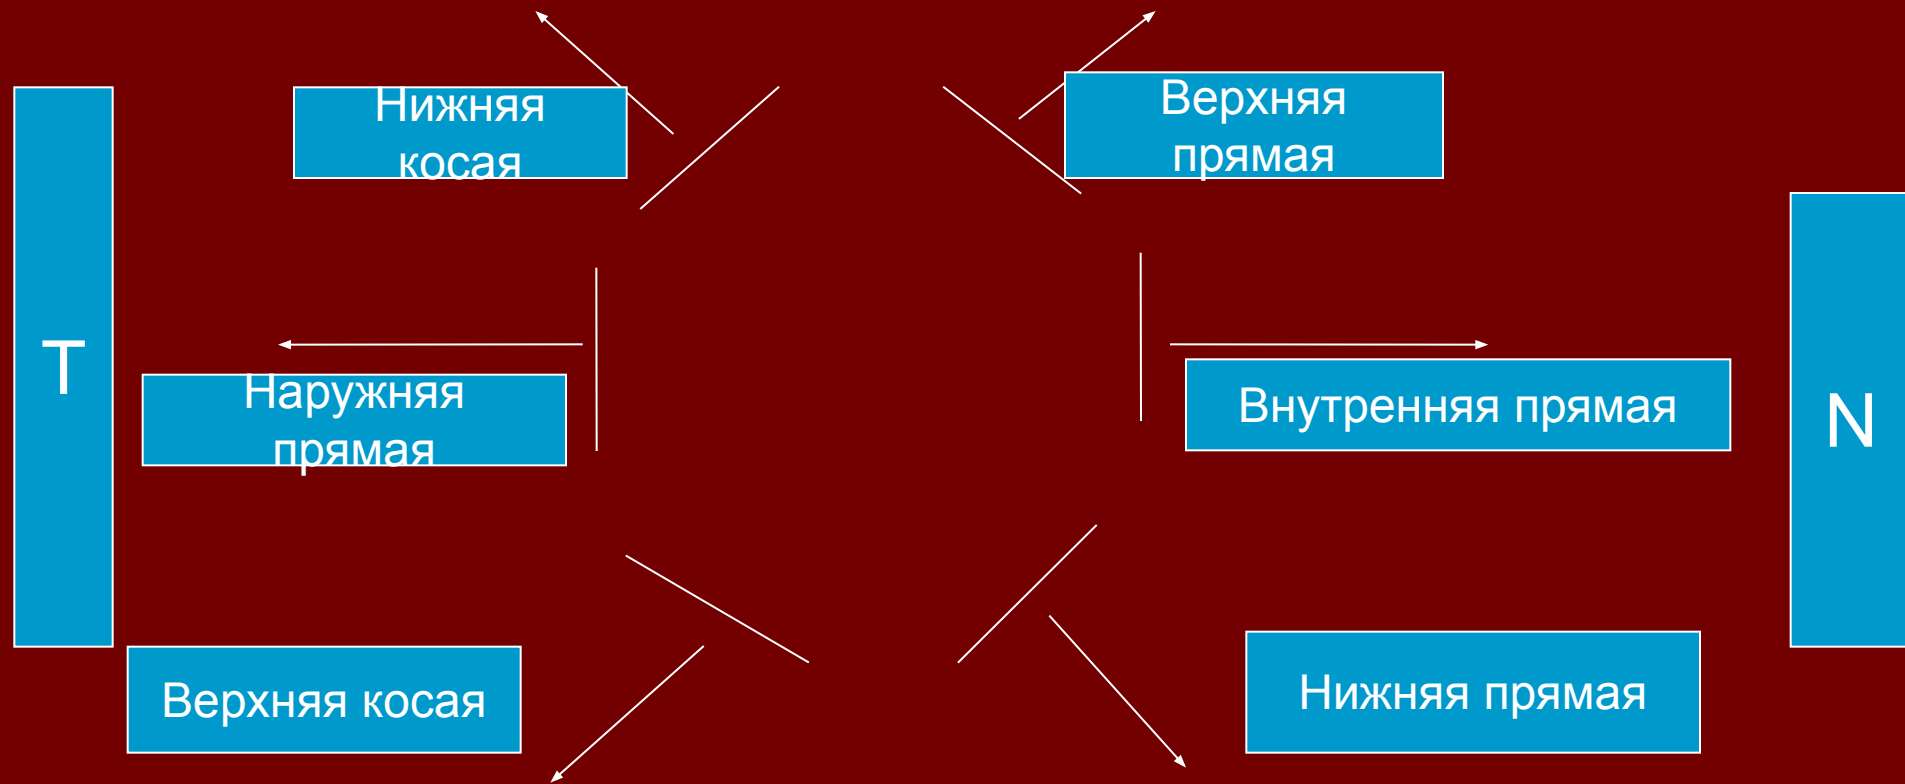 Нижняя
косая
Верхняя
прямая
T
Наружняя
прямая
Внутренняя прямая
N
Верхняя косая
Нижняя прямая